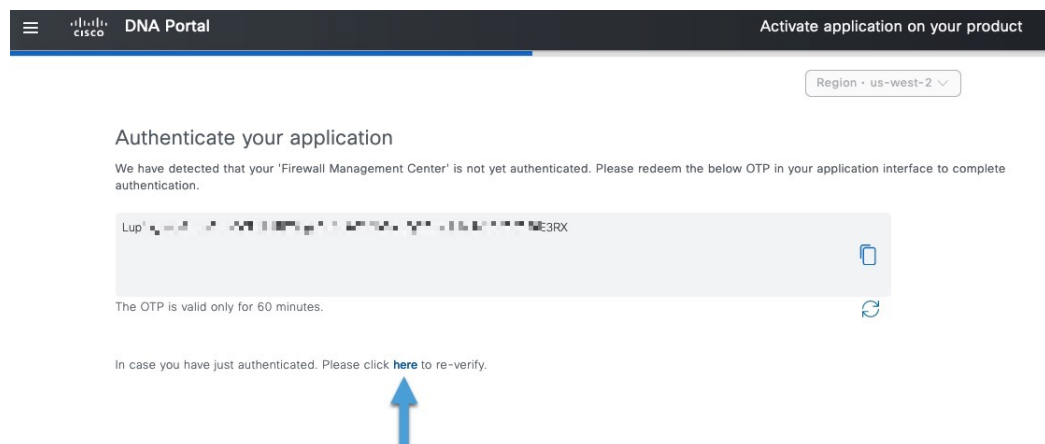 cisco DNA Portal
Activate application on your product
Region · us-west-2
Authenticate your application
We have detected that your 'Firewall Management Center' is not yet authenticated. Please redeem the below OTP in your application interface to complete
authentication.
Lup E3RX
The OTP is valid only for 60 minutes.
In case you have just authenticated. Please click here to re-verify.